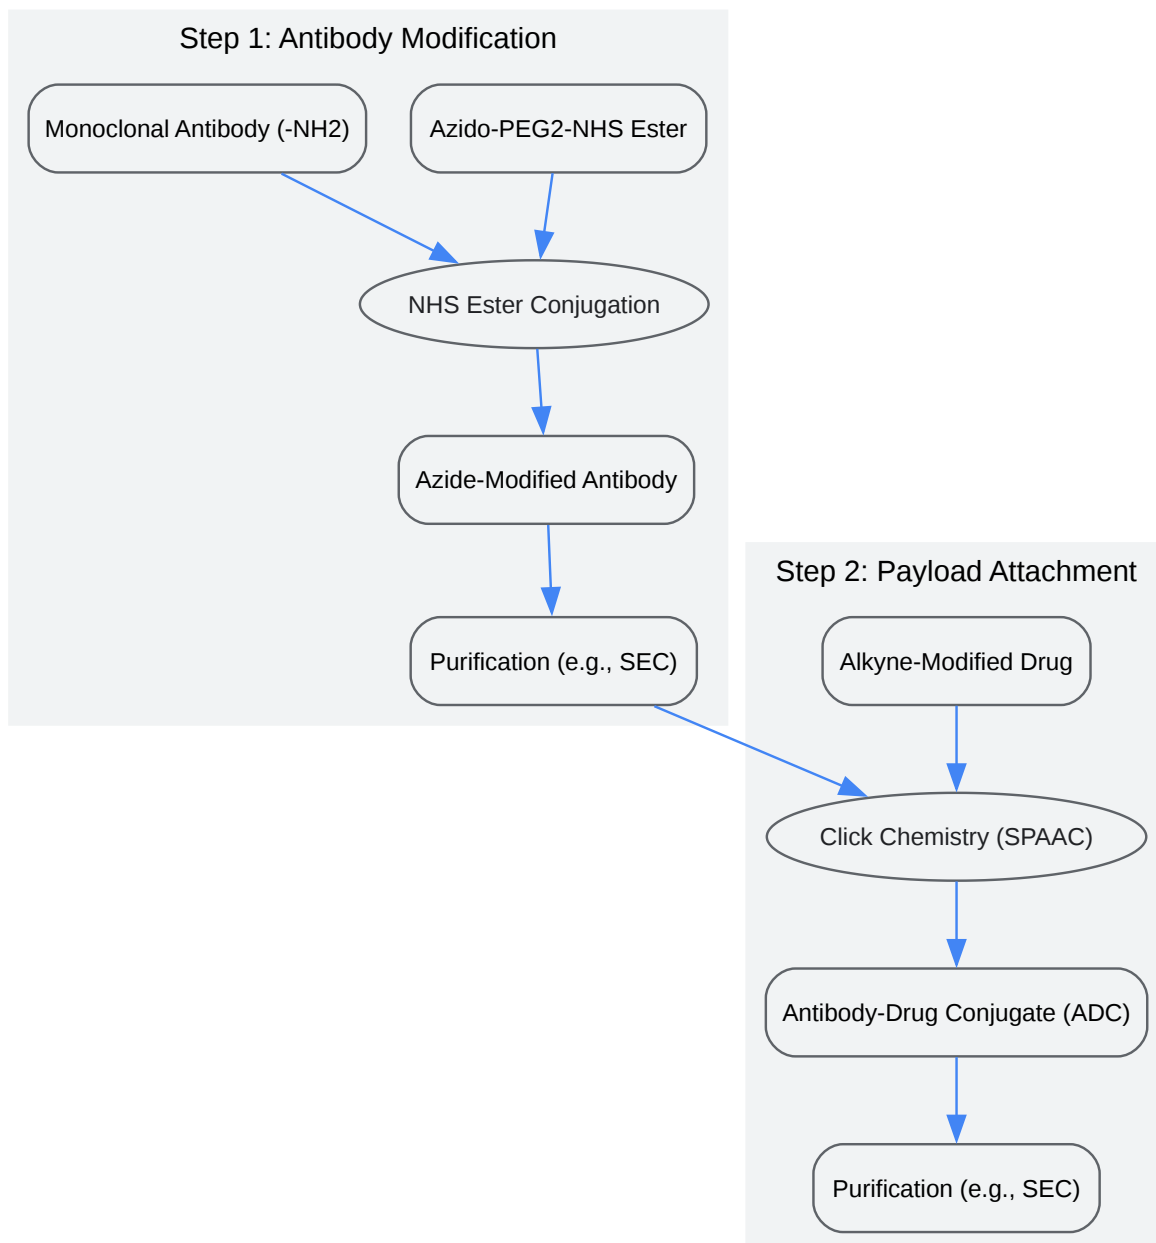 Step 1: Antibody Modification
Monoclonal Antibody (-NH2)
Azido-PEG2-NHS Ester
NHS Ester Conjugation
Azide-Modified Antibody
Purification (e.g., SEC)
Step 2: Payload Attachment
Alkyne-Modified Drug
Click Chemistry (SPAAC)
Antibody-Drug Conjugate (ADC)
Purification (e.g., SEC)